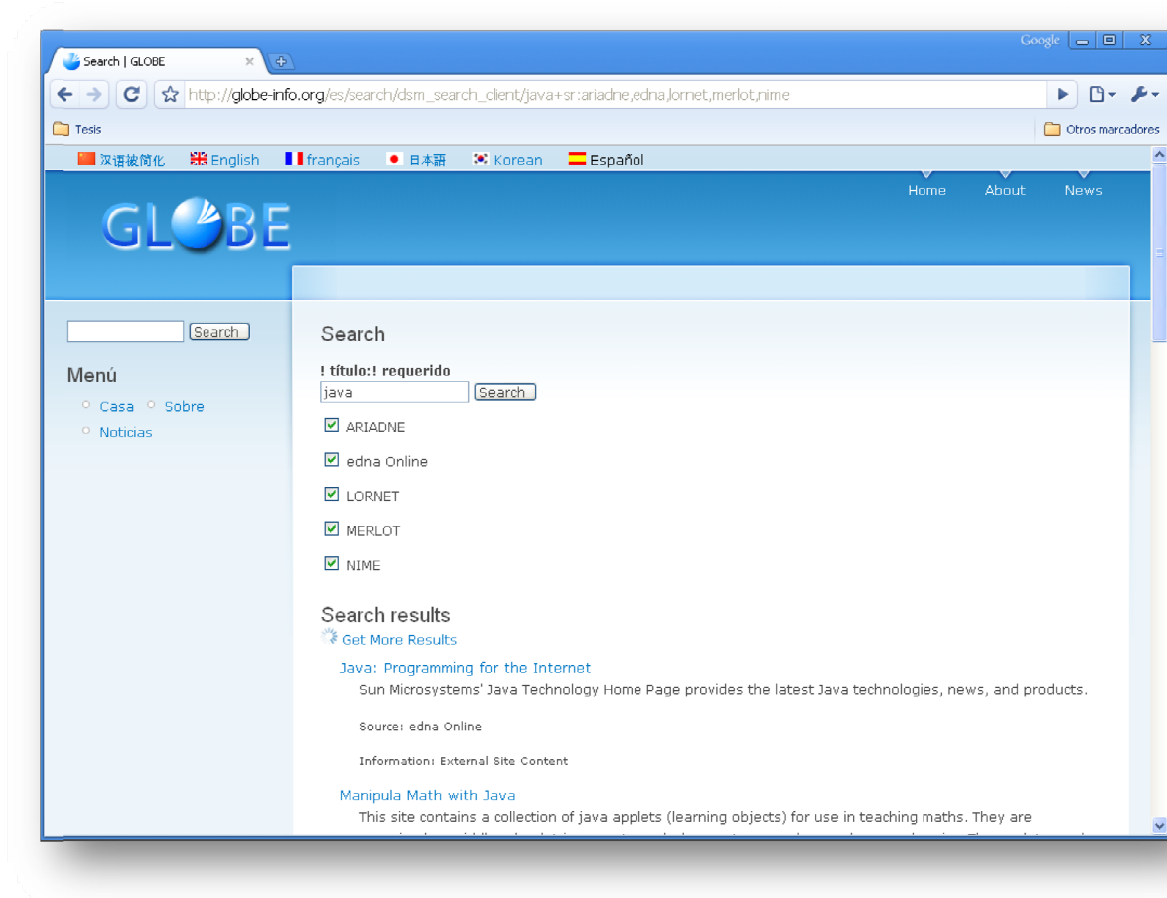 Google
Search | GLOBE
http://globe-info.org/es/search/dsm_search_client/java+sr:ariadne,edna,lornet,merlot,nime
Tesis
Otros marcadores
汉语被简化 English français 日本語 Korean Español
Home About News
GLOBE
Search
Search
! título:! requerido
Menú
java Search
Casa Sobre
ARIADNE
Noticias
edna Online
LORNET
MERLOT
NIME
Search results
Get More Results
Java: Programming for the Internet
Sun Microsystems' Java Technology Home Page provides the latest Java technologies, news, and products.
Source: edna Online
Information: External Site Content
Manipula Math with Java
This site contains a collection of java applets (learning objects) for use in teaching maths. They are